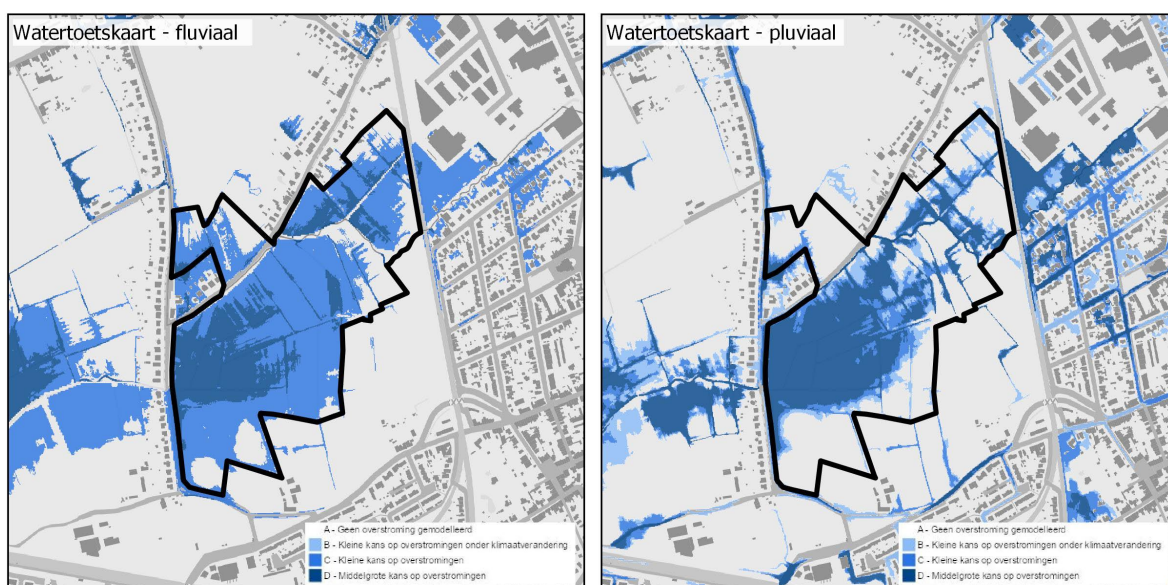 Watertoetskaart - fluviaal
A - Geen overstroming gemodelleerd
B - Kleine kans op overstromingen onder klimaatverandering
C - Kleine kans op overstromingen
D - Middelgrote kans op overstromingen
Watertoetskaart - pluviaal
A - Geen overstroming gemodelleerd
B - Kleine kans op overstromingen onder klimaatverandering
C - Kleine kans op overstromingen
D - Middelgrote kans op overstromingen